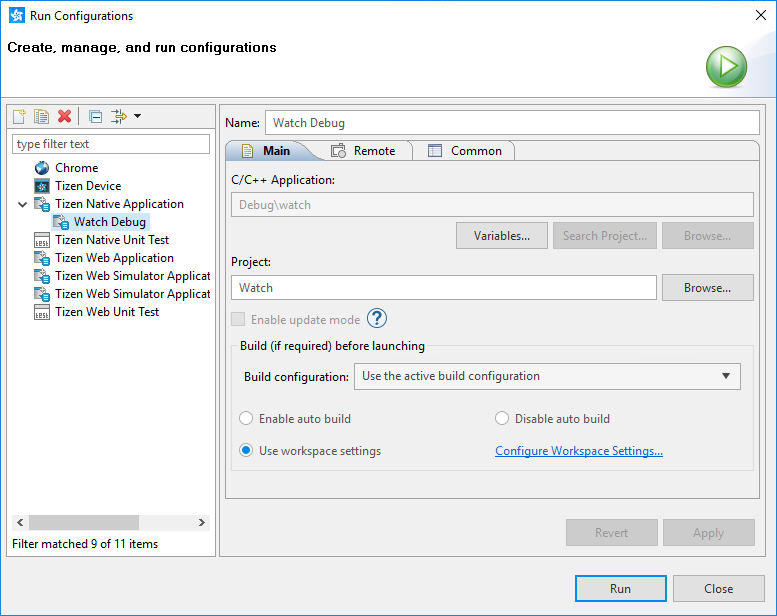 Run Configurations
Create, manage, and run configurations
type filter text
Chrome
Tizen Device
Tizen Native Application
Watch Debug
Tizen Native Unit Test
Tizen Web Application
Tizen Web Simulator Applicat
Tizen Web Simulator Applicat
Tizen Web Unit Test
Filter matched 9 of 11 items
Name: Watch Debug
Main Remote Common
C/C++ Application:
Debug\watch
Variables... Search Project... Browse...
Project:
Watch Browse...
Enable update mode ?
Build (if required) before launching
Build configuration: Use the active build configuration
Enable auto build Disable auto build
Use workspace settings Configure Workspace Settings...
Revert Apply
Run Close